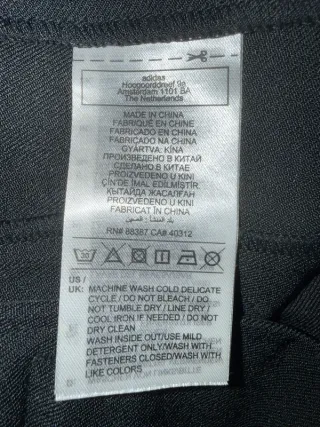 adidas
Hoogoorddreef 9a
Amsterdam 1101 BA
The Netherlands
MADE IN CHINA
FABRIQUÉ EN CHINE
FABRICADO EN CHINA
FABRICADO NA CHINA
GYÁRTVA: KÍNA
ПРОИЗВЕДЕНО В КИТАЙ
СДЕЛАНО В КИТАЕ
PROIZVEDENO U KINI
ÇİN'DE İMAL EDİLMİŞTİR.
ҚЫТАЙДА ЖАСАЛҒАН
PROIZVEDENO U KINI
FABRICAT ÎN CHINA
بلد المنشأ: الصين
RN# 88387 CA# 40312
US /
UK: MACHINE WASH COLD DELICATE
CYCLE / DO NOT BLEACH / DO
NOT TUMBLE DRY / LINE DRY /
COOL IRON IF NEEDED / DO NOT
DRY CLEAN
WASH INSIDE OUT/USE MILD
DETERGENT ONLY/WASH WITH
FASTENERS CLOSED/WASH WITH
LIKE COLORS